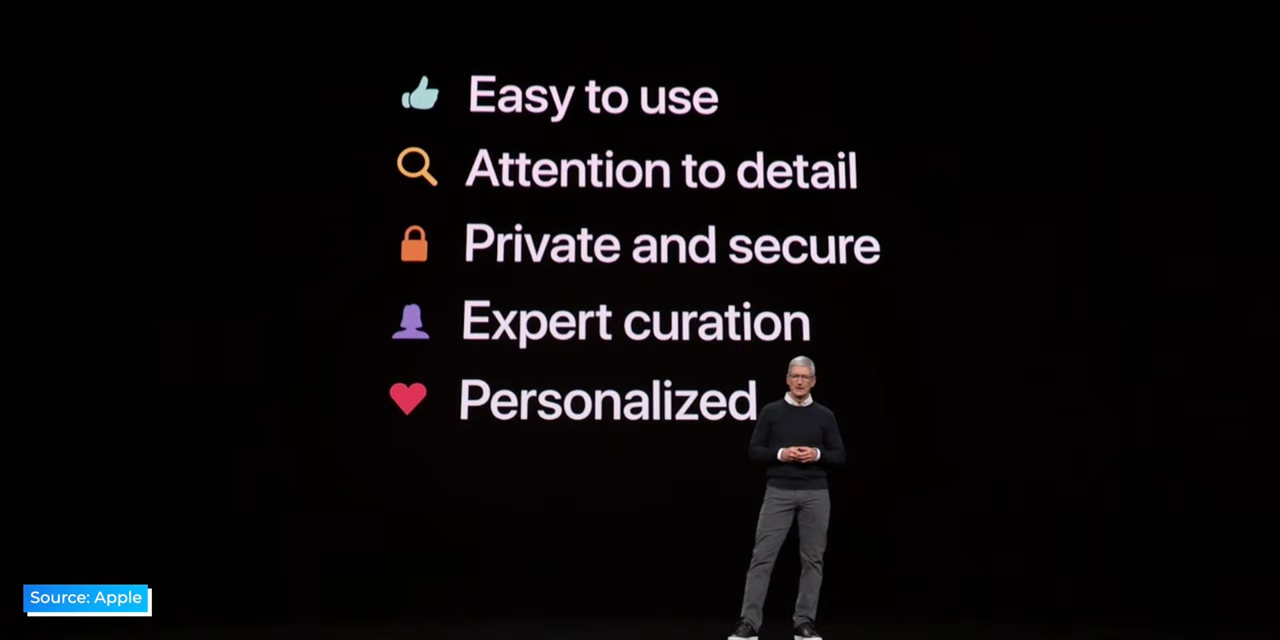 Easy to use
Attention to detail
Private and secure
Expert curation
Personalized
Source: Apple